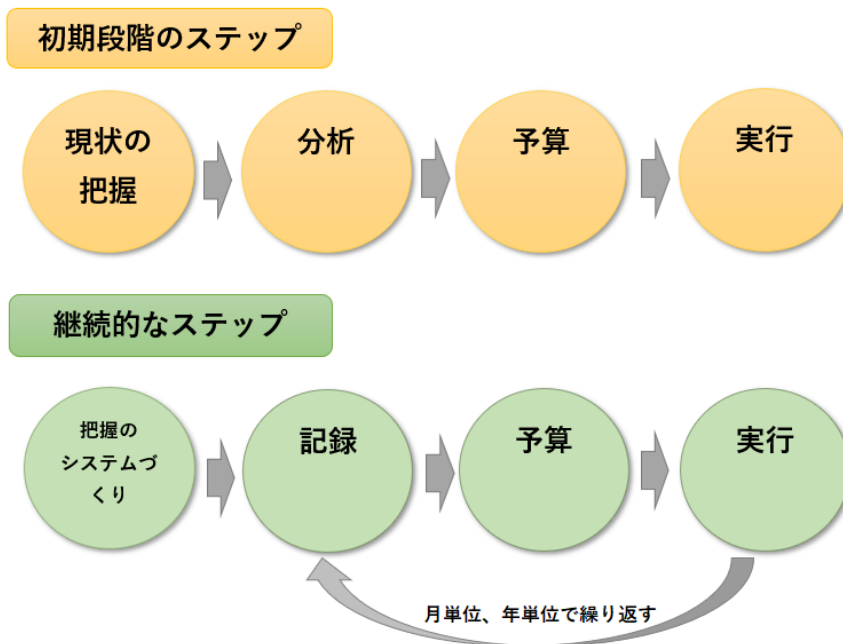 初期段階のステップ
現状の
把握
分析
予算
実行
継続的なステップ
把握の
システムづ
くり
記録
予算
実行
月単位、年単位で繰り返す